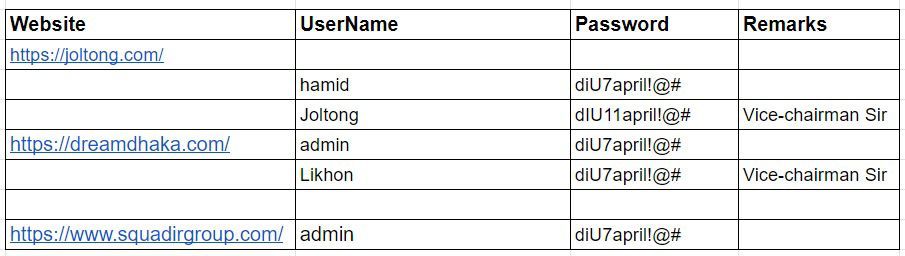 Website UserName Password Remarks
https://joltong.com/
hamid diU7april!@#
Joltong dIU11april!@# Vice-chairman Sir
https://dreamdhaka.com/ admin diU7april!@#
Likhon diU7april!@# Vice-chairman Sir
https://www.squadirgroup.com/ admin diU7april!@#